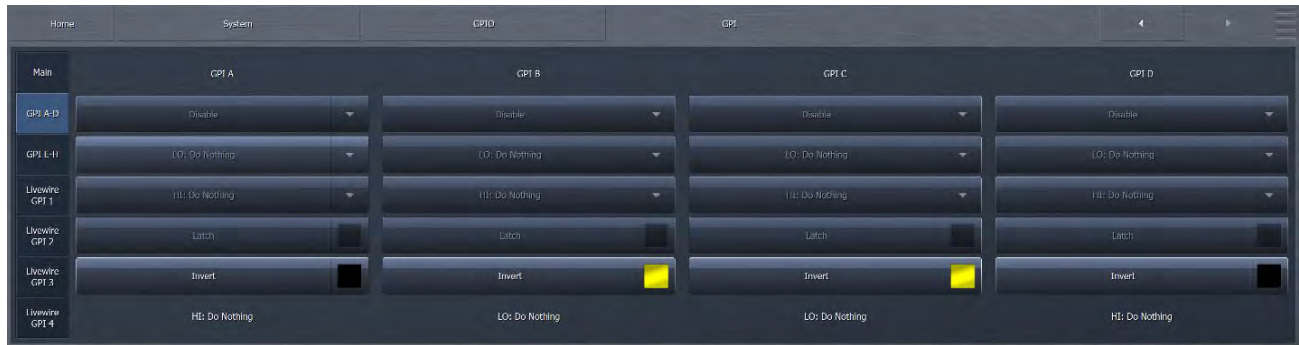 Home System GPIO GPI
Main GPI A GPI B GPI C GPI D
GPI A-D Disable Disable Disable Disable
GPI E-H LO: Do Nothing LO: Do Nothing LO: Do Nothing LO: Do Nothing
Livewire
GPI 1
HI: Do Nothing HI: Do Nothing HI: Do Nothing HI: Do Nothing
Livewire
GPI 2
Latch Latch Latch Latch
Livewire
GPI 3
Invert Invert Invert Invert
Livewire
GPI 4
HI: Do Nothing LO: Do Nothing LO: Do Nothing HI: Do Nothing